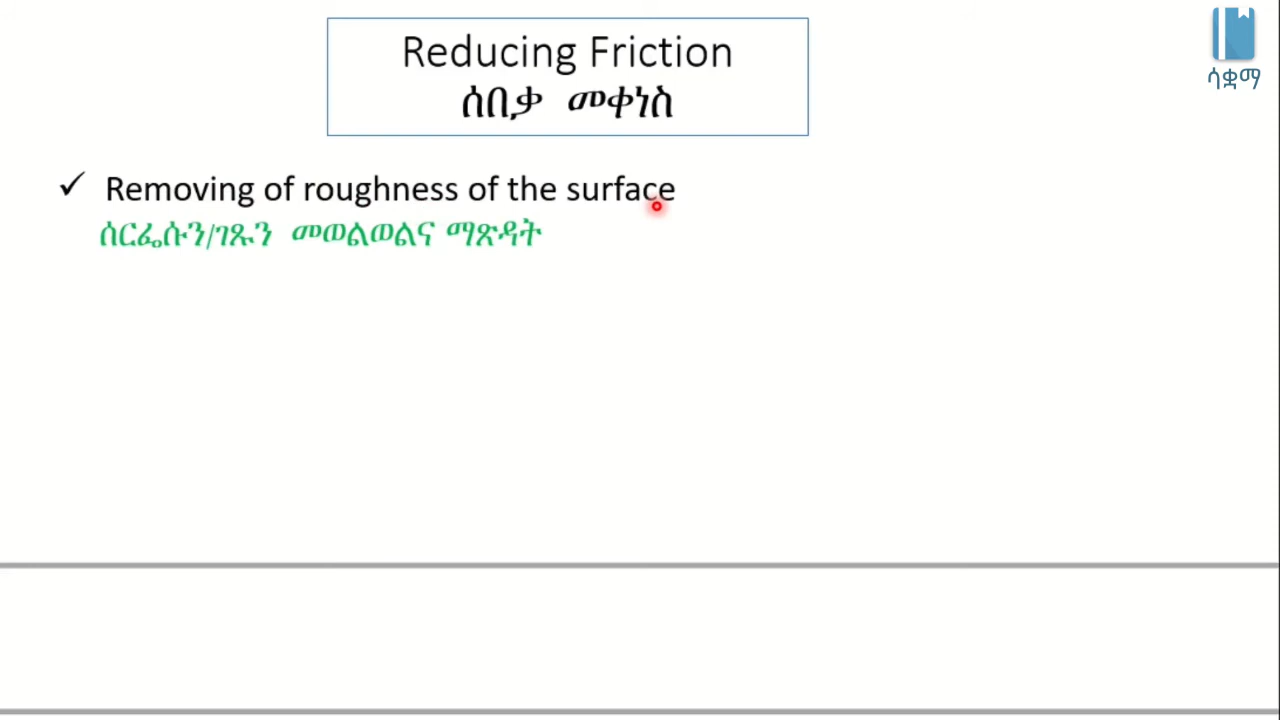 Reducing Friction
ሰበቃ መቀነስ
ሳቋማ
✓ Removing of roughness of the surface
ሰርፌሱን/ገጹን መወልወልና ማጽዳት